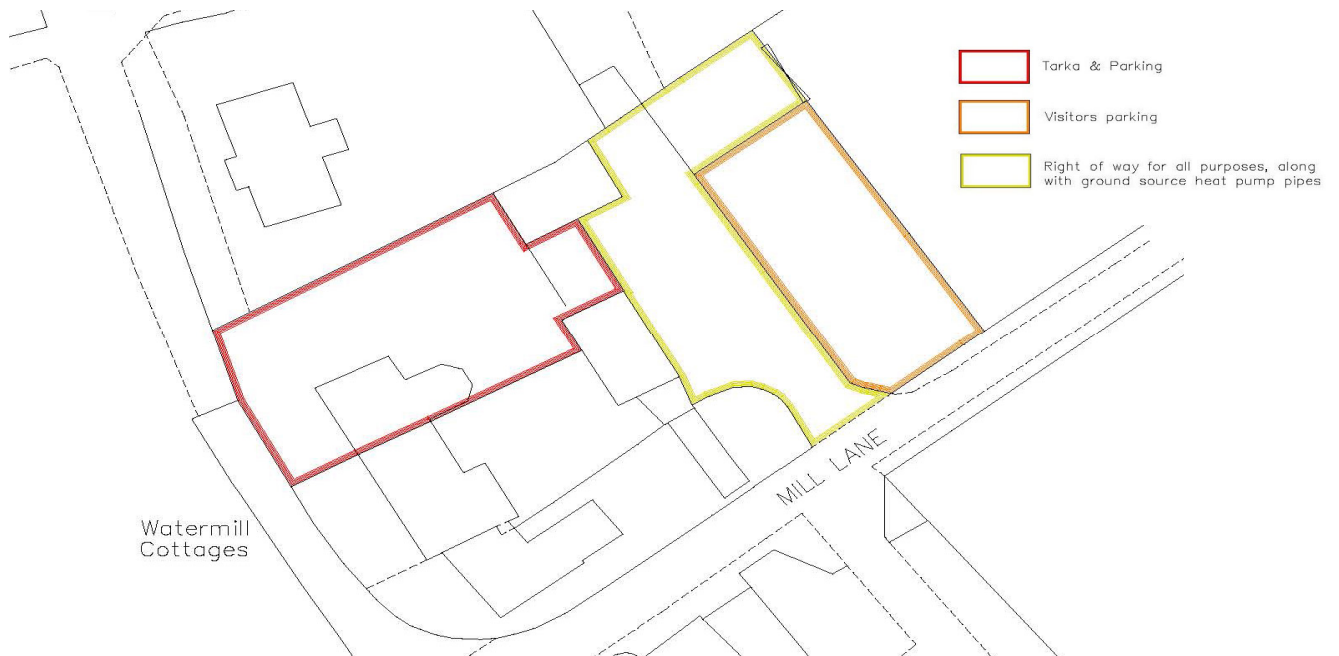 Tarka & Parking
Visitors parking
Right of way for all purposes, along
with ground source heat pump pipes
MILL LANE
Watermill
Cottages